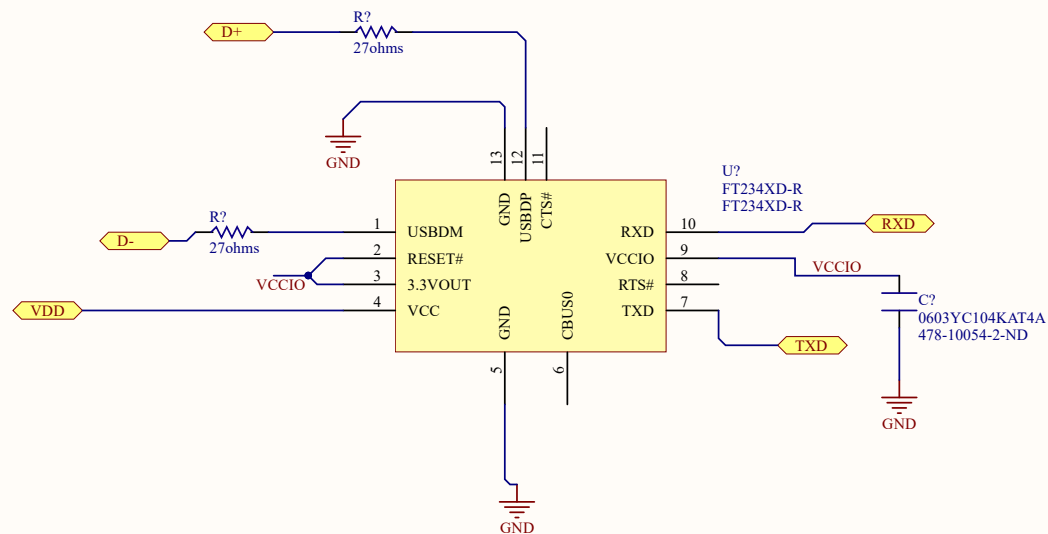 R?
D+
27ohms
GND
13
12
11
U?
FT234XD-R
FT234XD-R
GND
USBDP
CTS#
R?
D-
27ohms
1
USBDM
RXD
10
RXD
2
RESET#
VCCIO
9
VCCIO
VCCIO
3
3.3VOUT
RTS#
8
C?
0603YC104KAT4A
478-10054-2-ND
VDD
4
VCC
TXD
7
TXD
GND
CBUS0
5
6
GND
GND